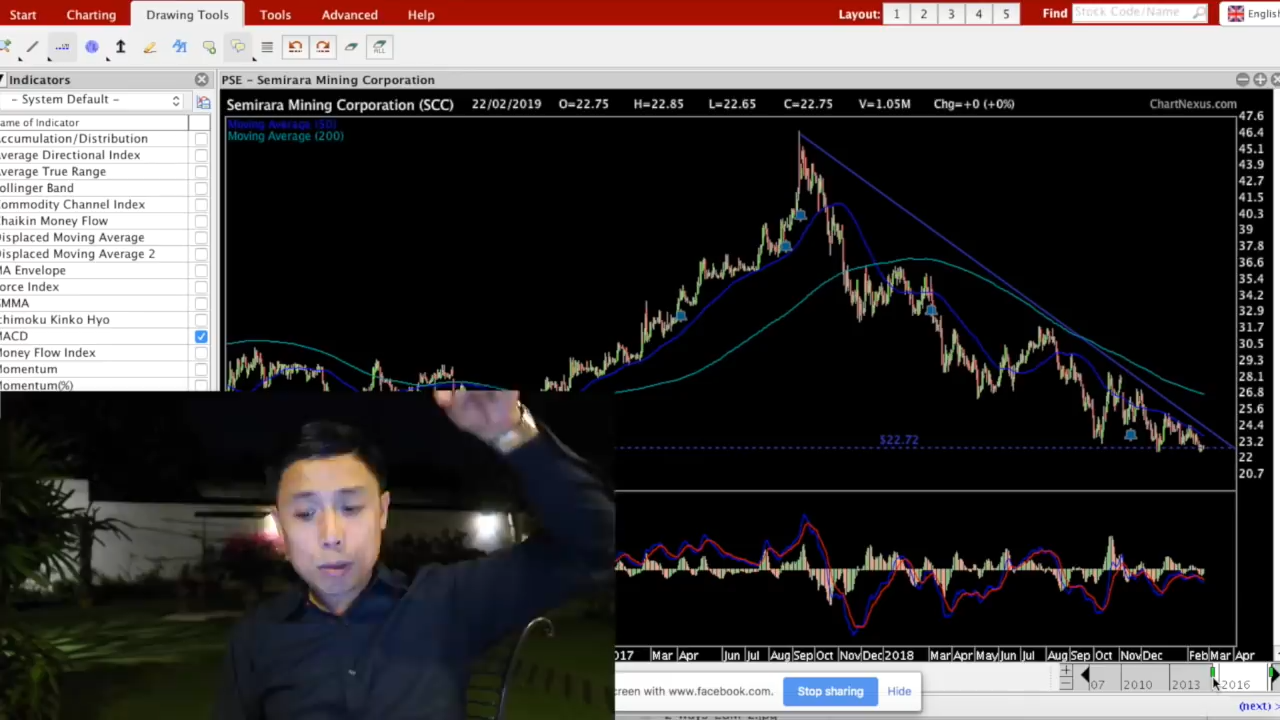 Start Charting Drawing Tools Tools Advanced Help Layout: 1 2 3 4 5 Find Stock Code/Name English
ALL
Indicators
PSE - Semirara Mining Corporation
- System Default -
Semirara Mining Corporation (SCC) 22/02/2019 O=22.75 H=22.85 L=22.65 C=22.75 V=1.05M Chg=+0 (+0%) ChartNexus.com
Moving Average (50)
Moving Average (200)
ame of Indicator
Accumulation/Distribution
verage Directional Index
verage True Range
ollinger Band
ommodity Channel Index
haikin Money Flow
isplaced Moving Average
isplaced Moving Average 2
MA Envelope
orce Index
GMMA
chimoku Kinko Hyo
MACD
oney Flow Index
omentum
omentum(%)
47.6
46.4
45.1
43.9
42.7
41.5
40.3
39
37.8
36.6
35.4
34.2
32.9
31.7
30.5
29.3
28.1
26.8
25.6
24.4
23.2
22
20.7
$22.72
2017 Mar Apr Jun Jul Aug Sep Oct Nov Dec 2018 Mar Apr May Jun Jul Aug Sep Oct Nov Dec Feb Mar Apr
07 2010 2013 2016
creen with www.facebook.com. Stop sharing Hide
(next) >